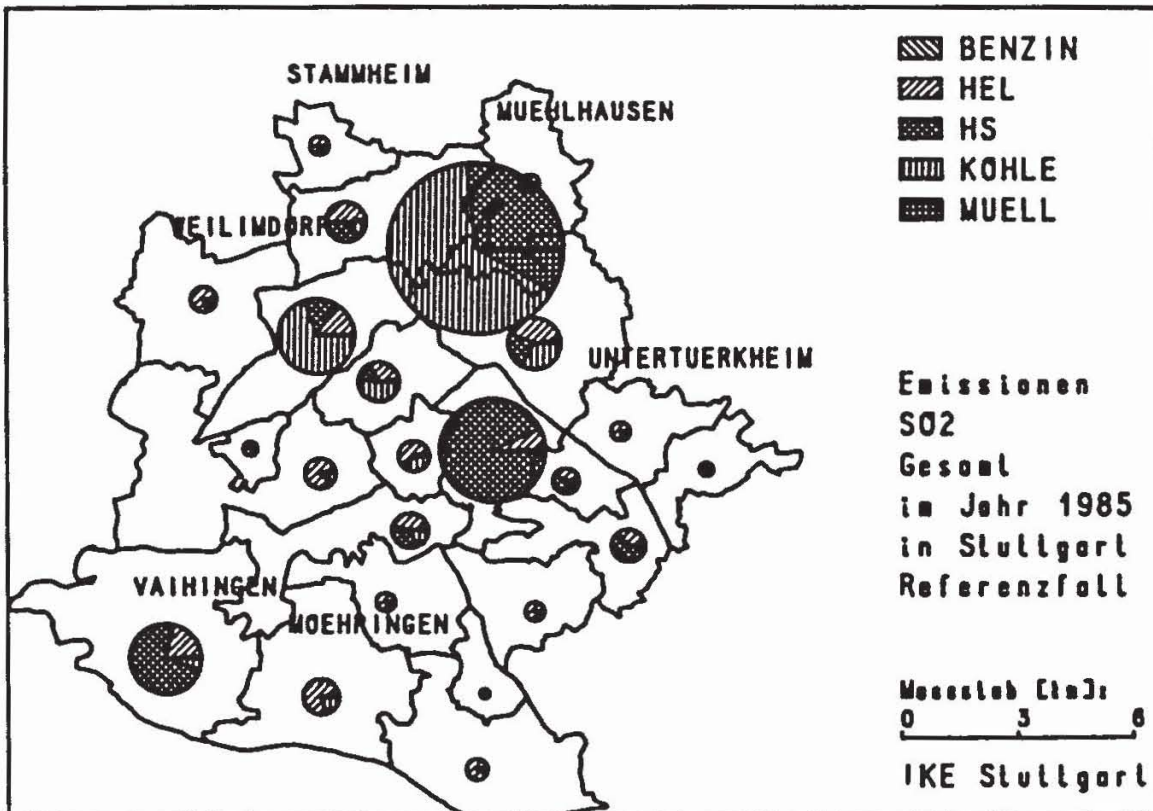 STAMMHEIM
MUEHLHAUSEN
WEILIMDORF
UNTERTUERKHEIM
VAIHINGEN
MOEHRINGEN
BENZIN
HEL
HS
KOHLE
MUELL
Emissionen
SO2
Gesamt
im Jahr 1985
in Stuttgart
Referenzfall
Massstab [km]:
0 3 6
IKE Stuttgart